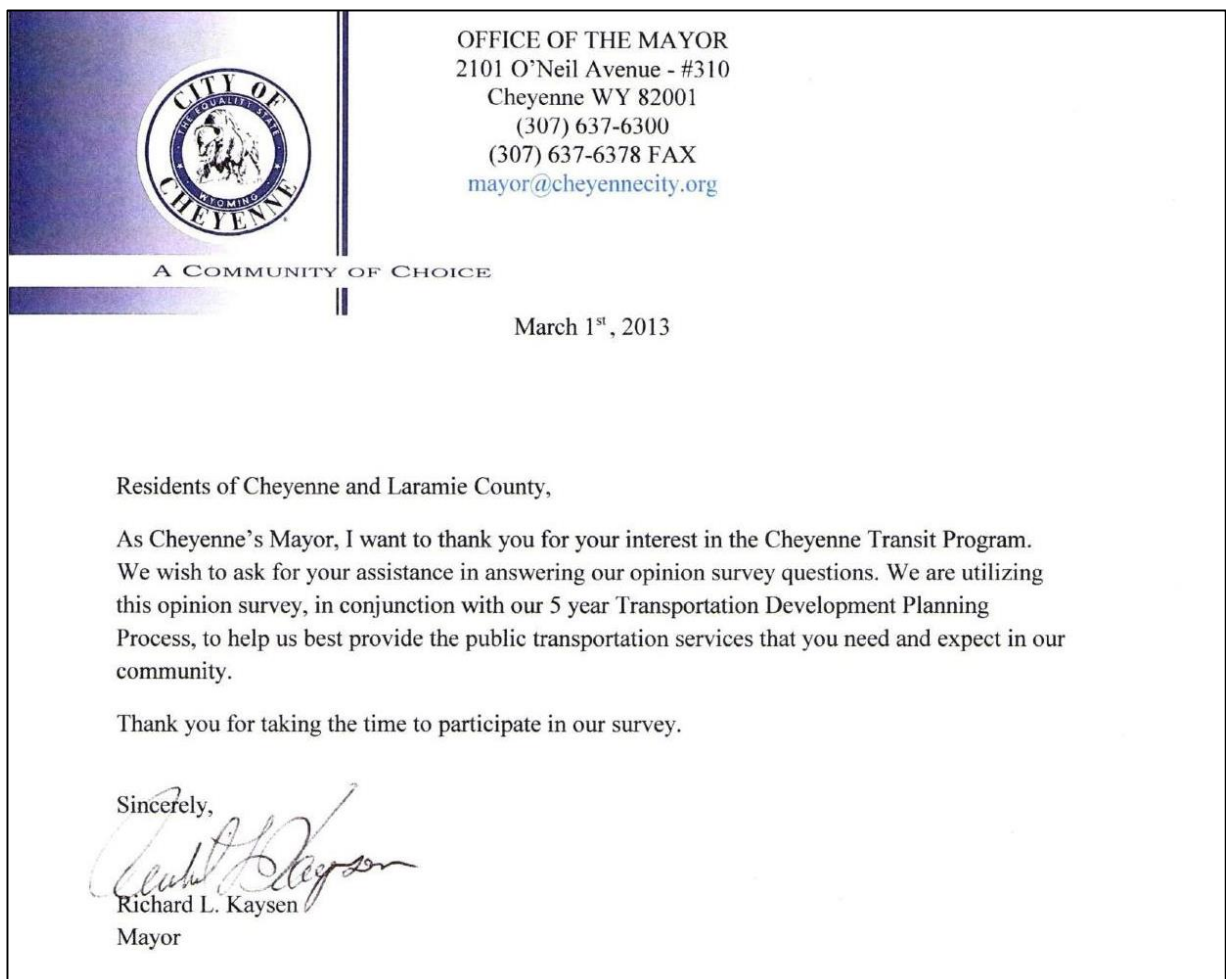 CITY OF
CHEYENNE
THE EQUALITY STATE
WYOMING
A COMMUNITY OF CHOICE
OFFICE OF THE MAYOR
2101 O’Neil Avenue - #310
Cheyenne WY 82001
(307) 637-6300
(307) 637-6378 FAX
mayor@cheyennecity.org
March 1st, 2013
Residents of Cheyenne and Laramie County,
As Cheyenne’s Mayor, I want to thank you for your interest in the Cheyenne Transit Program.
We wish to ask for your assistance in answering our opinion survey questions. We are utilizing
this opinion survey, in conjunction with our 5 year Transportation Development Planning
Process, to help us best provide the public transportation services that you need and expect in our
community.
Thank you for taking the time to participate in our survey.
Sincerely,
Richard L Kaysen
Richard L. Kaysen
Mayor